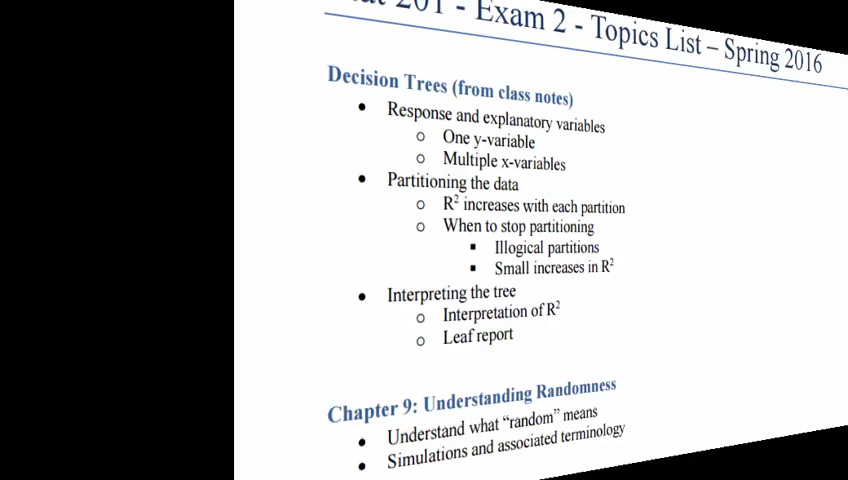 201 - Exam 2 - Topics List – Spring 2016
Decision Trees (from class notes)
• Response and explanatory variables
o One y-variable
o Multiple x-variables
• Partitioning the data
o R² increases with each partition
o When to stop partitioning
▪ Illogical partitions
▪ Small increases in R²
• Interpreting the tree
o Interpretation of R²
o Leaf report
Chapter 9: Understanding Randomness
• Understand what “random” means
• Simulations and associated terminology